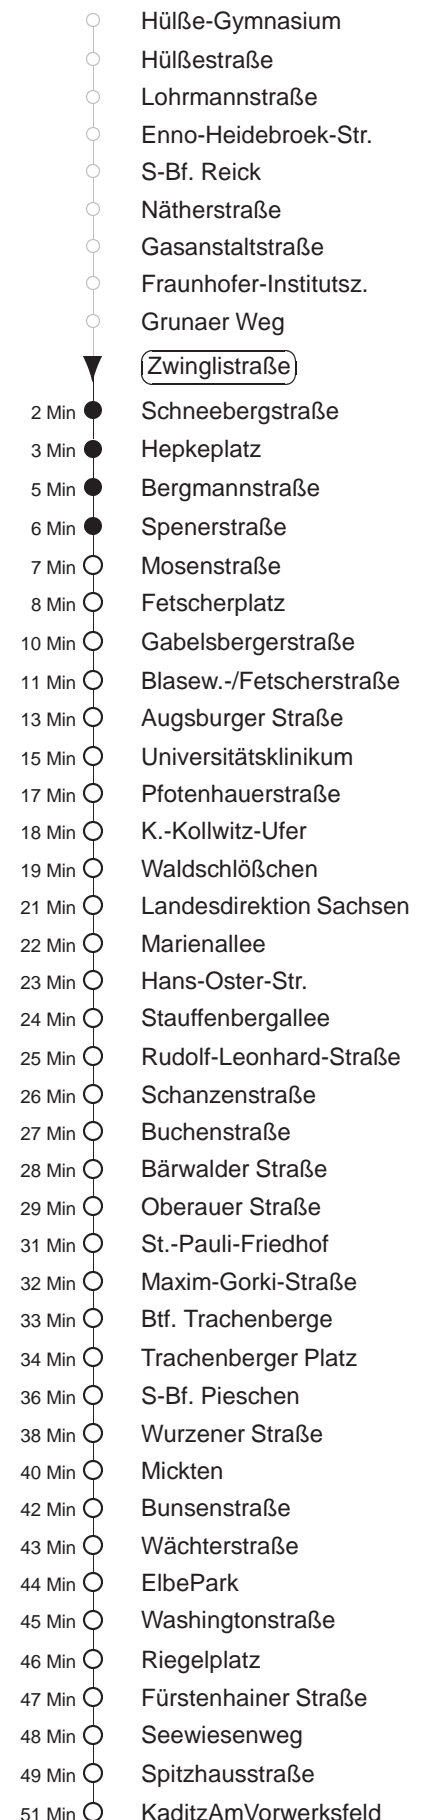 Hülße-Gymnasium
Hülßestraße
Lohrmannstraße
Enno-Heidebroek-Str.
S-Bf. Reick
Nätherstraße
Gasanstaltstraße
Fraunhofer-Institutsz.
Grunaer Weg
Zwinglistraße
2 Min Schneebergstraße
3 Min Hepkeplatz
5 Min Bergmannstraße
6 Min Spenerstraße
7 Min Mosenstraße
8 Min Fetscherplatz
10 Min Gabelsbergerstraße
11 Min Blasew.-/Fetscherstraße
13 Min Augsburger Straße
15 Min Universitätsklinikum
17 Min Pfotenhauerstraße
18 Min K.-Kollwitz-Ufer
19 Min Waldschlößchen
21 Min Landesdirektion Sachsen
22 Min Marienallee
23 Min Hans-Oster-Str.
24 Min Stauffenbergallee
25 Min Rudolf-Leonhard-Straße
26 Min Schanzenstraße
27 Min Buchenstraße
28 Min Bärwalder Straße
29 Min Oberauer Straße
31 Min St.-Pauli-Friedhof
32 Min Maxim-Gorki-Straße
33 Min Btf. Trachenberge
34 Min Trachenberger Platz
36 Min S-Bf. Pieschen
38 Min Wurzener Straße
40 Min Mickten
42 Min Bunsenstraße
43 Min Wächterstraße
44 Min ElbePark
45 Min Washingtonstraße
46 Min Riegelplatz
47 Min Fürstenhainer Straße
48 Min Seewiesenweg
49 Min Spitzhausstraße
51 Min KaditzAmVorwerksfeld